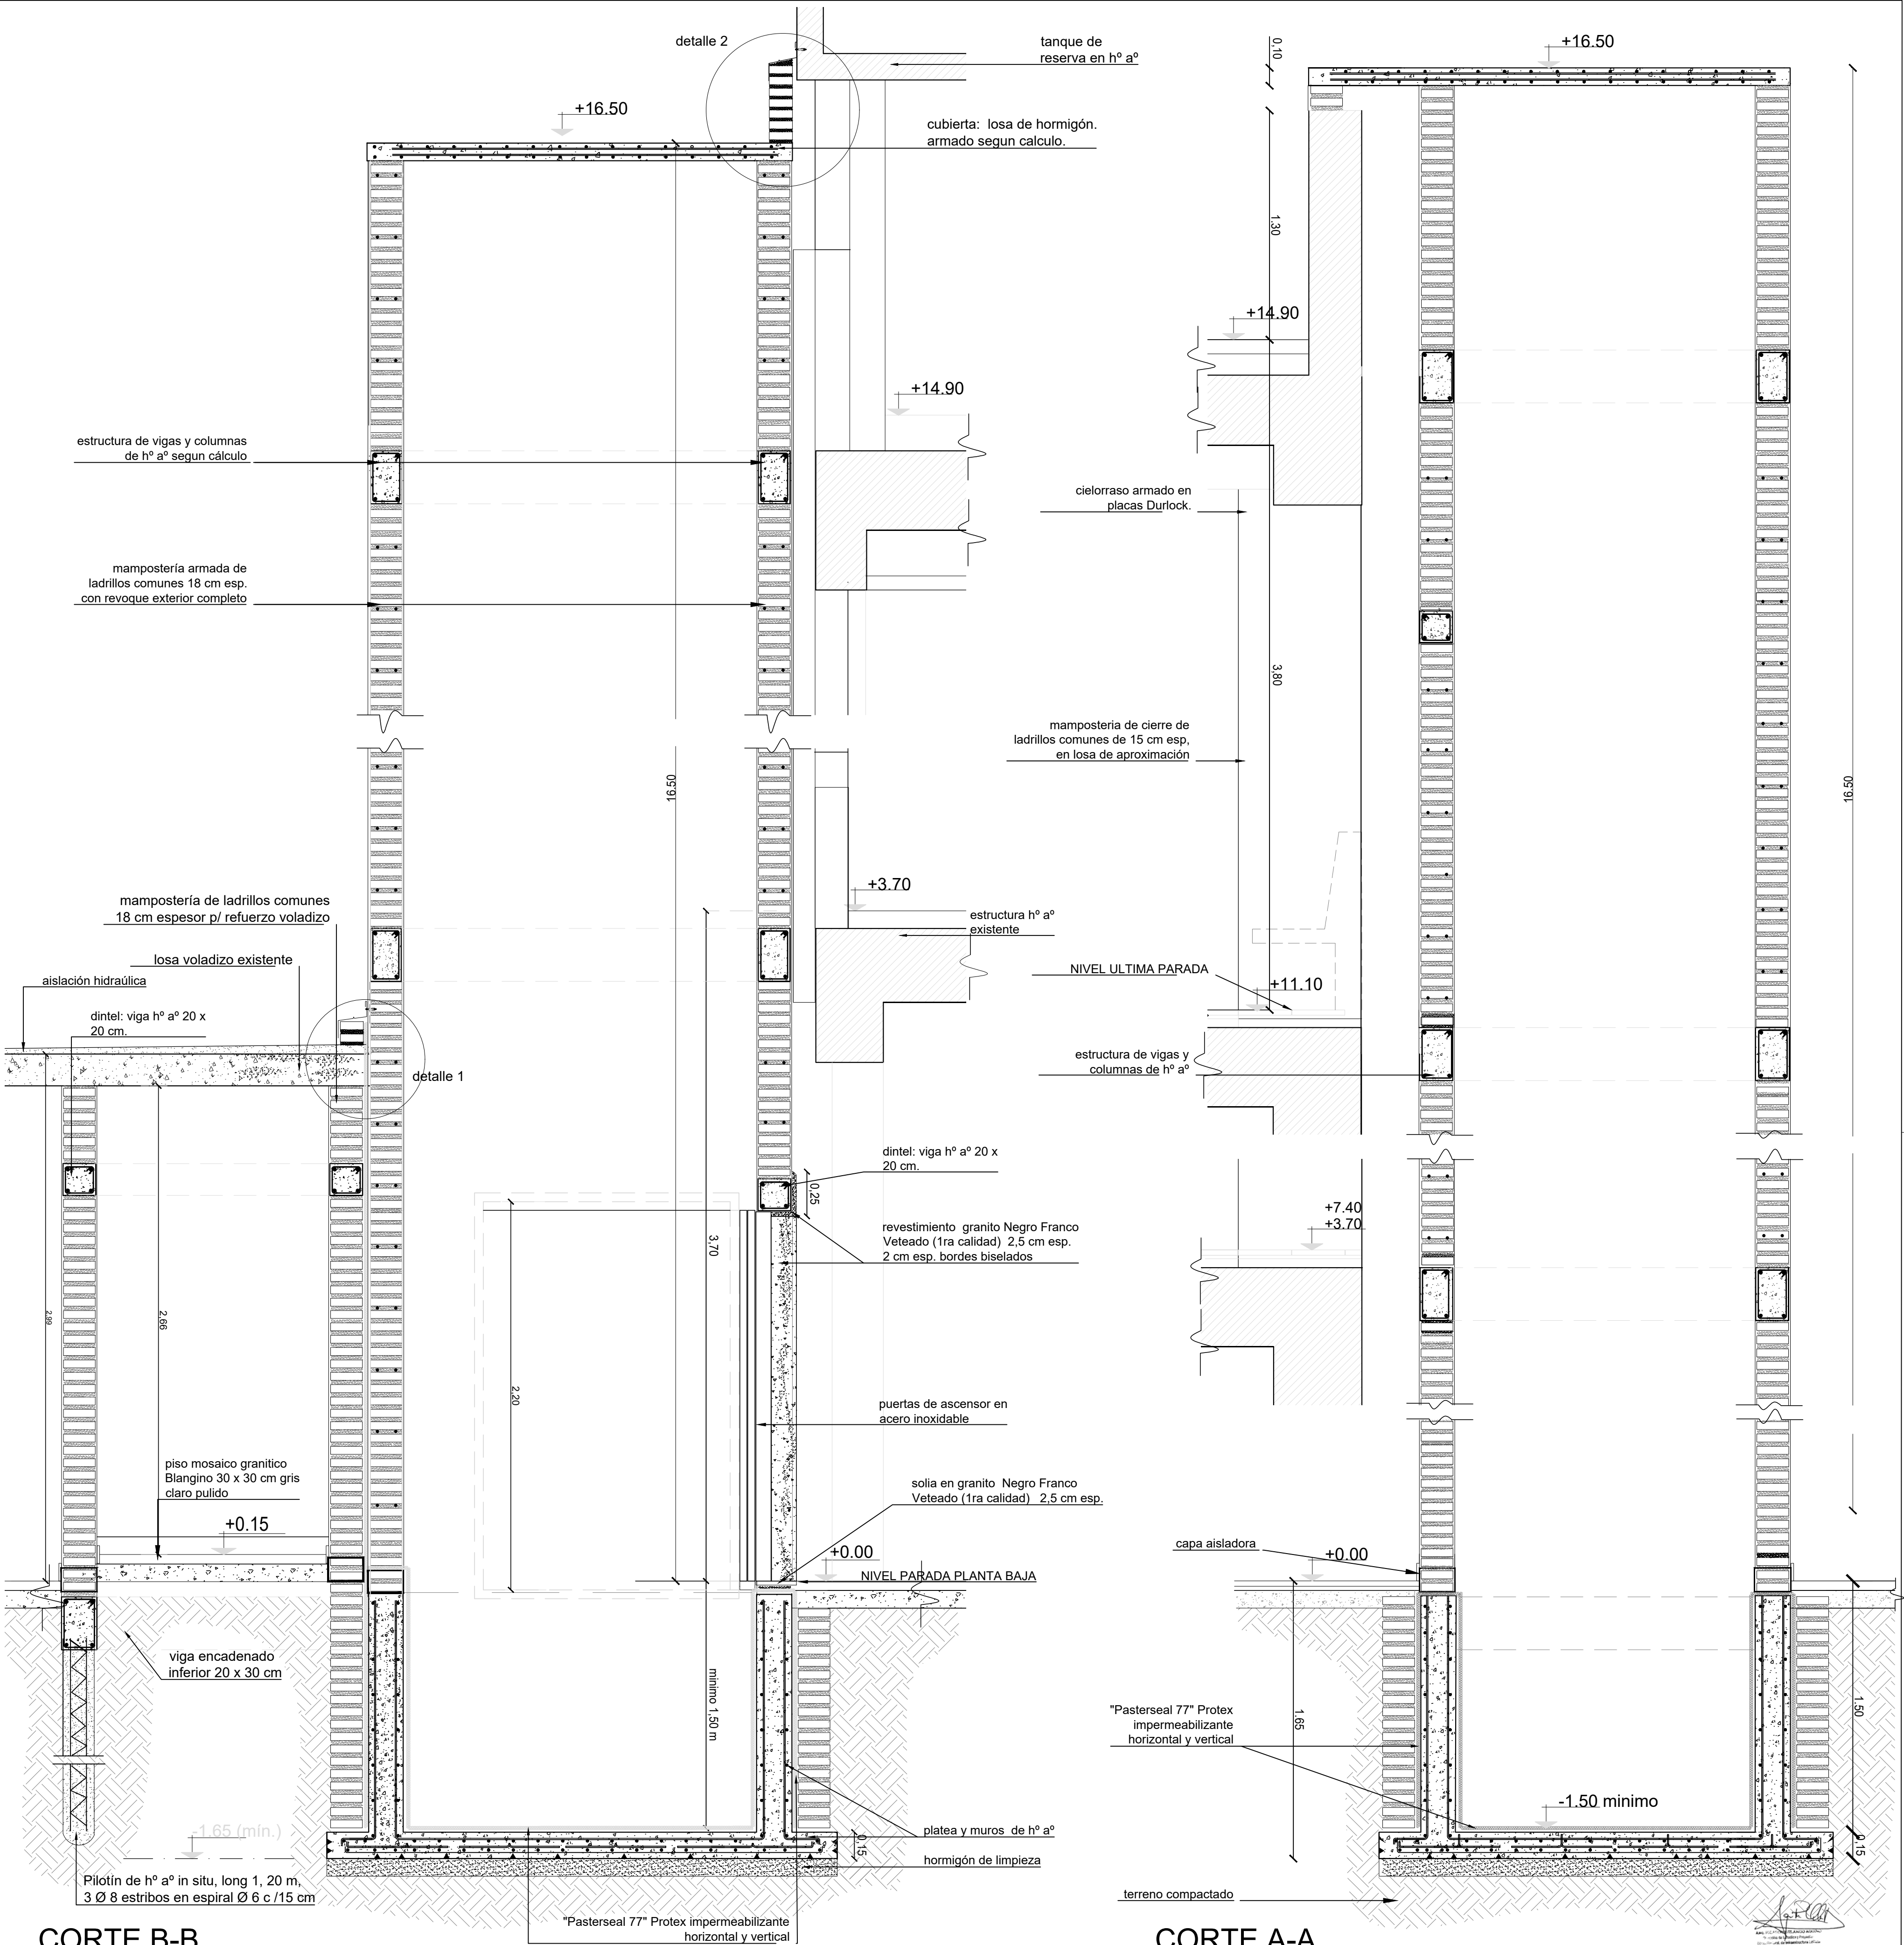 detalle 2
tanque de
reserva en hº aº
+16.50
cubierta: losa de hormigón.
armado segun calculo.
+14.90
estructura de vigas y columnas
de hº aº segun cálculo
mampostería armada de
ladrillos comunes 18 cm esp.
con revoque exterior completo
16.50
+3.70
estructura hº aº
existente
mampostería de ladrillos comunes
18 cm espesor p/ refuerzo voladizo
losa voladizo existente
aislación hidraúlica
dintel: viga hº aº 20 x
20 cm.
detalle 1
dintel: viga hº aº 20 x
20 cm.
0,25
revestimiento granito Negro Franco
Veteado (1ra calidad) 2,5 cm esp.
2 cm esp. bordes biselados
3,70
2,99
2,66
2,20
puertas de ascensor en
acero inoxidable
piso mosaico granitico
Blangino 30 x 30 cm gris
claro pulido
+0.15
solia en granito Negro Franco
Veteado (1ra calidad) 2,5 cm esp.
+0.00
NIVEL PARADA PLANTA BAJA
viga encadenado
inferior 20 x 30 cm
minimo 1,50 m
-1.65 (mín.)
platea y muros de hº aº
0,15
hormigón de limpieza
Pilotín de hº aº in situ, long 1, 20 m,
3 Ø 8 estribos en espiral Ø 6 c /15 cm
"Pasterseal 77" Protex impermeabilizante
horizontal y vertical
CORTE B-B
0,10
+16.50
1,30
+14.90
cielorraso armado en
placas Durlock.
3,80
mamposteria de cierre de
ladrillos comunes de 15 cm esp,
en losa de aproximación
16.50
NIVEL ULTIMA PARADA
+11.10
estructura de vigas y
columnas de hº aº
+7.40
+3.70
capa aisladora
+0.00
"Pasterseal 77" Protex
impermeabilizante
horizontal y vertical
1.65
1.50
-1.50 minimo
0,15
terreno compactado
CORTE A-A